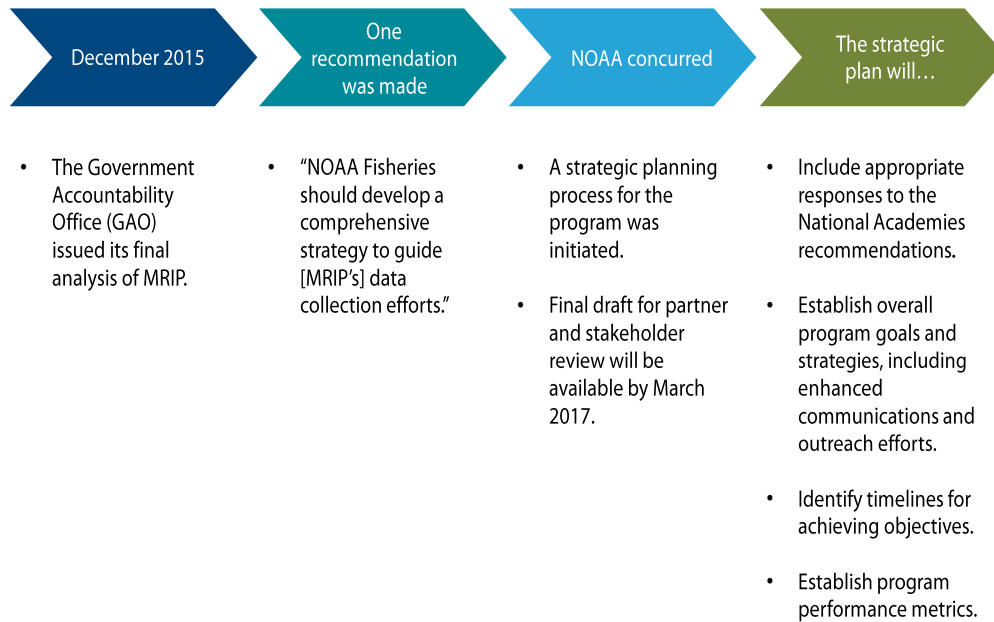 December 2015
• The Government
Accountability
Office (GAO)
issued its final
analysis of MRIP.
One
recommendation
was made
• “NOAA Fisheries
should develop a
comprehensive
strategy to guide
[MRIP’s] data
collection efforts.”
NOAA concurred
• A strategic planning
process for the
program was
initiated.
• Final draft for partner
and stakeholder
review will be
available by March
2017.
The strategic
plan will…
• Include appropriate
responses to the
National Academies
recommendations.
• Establish overall
program goals and
strategies, including
enhanced
communications and
outreach efforts.
• Identify timelines for
achieving objectives.
• Establish program
performance metrics.